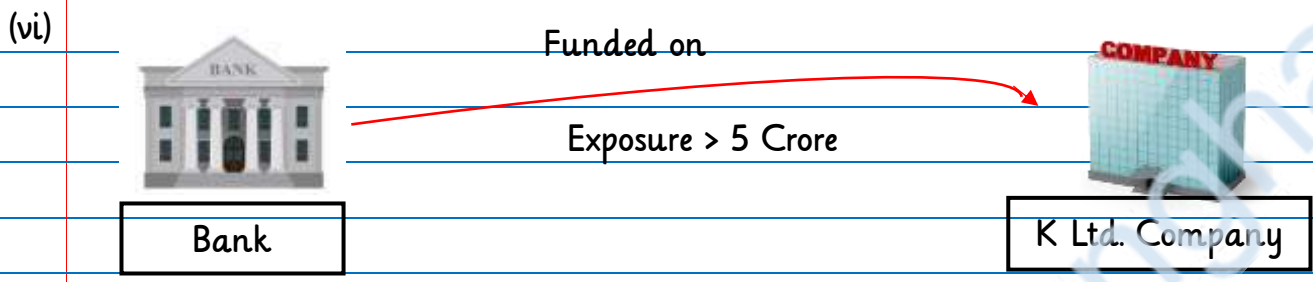 (vi)
BANK
Funded on
COMPANY
Exposure > 5 Crore
Bank
K Ltd. Company